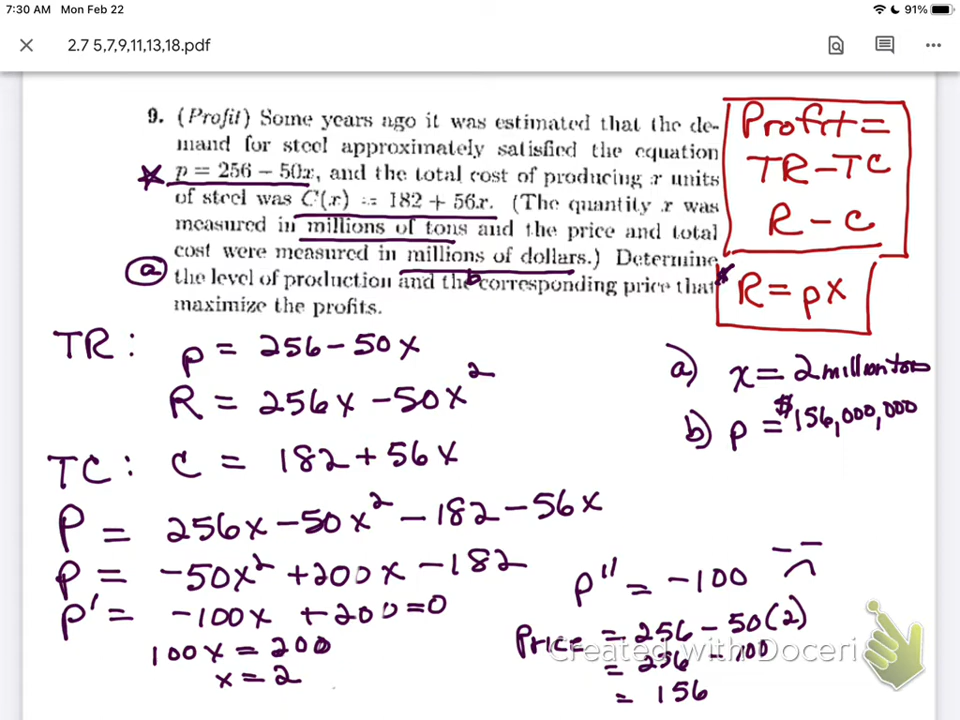 7:30 AM Mon Feb 22
91%
2.7 5,7,9,11,13,18.pdf
9. (Profit) Some years ago it was estimated that the de-
mand for steel approximately satisfied the equation
p = 256 − 50x, and the total cost of producing x units
of steel was C(x) = 182 + 56x. (The quantity x was
measured in millions of tons and the price and total
cost were measured in millions of dollars.) Determine
a
the level of production and the corresponding price that
b
maximize the profits.
Profit =
TR-TC
R - C
R = px
TR: p = 256-50x
R = 256x -50x²
TC: C = 182+56x
P = 256x -50x² -182 -56x
P = -50x² +200x -182
P' = -100x +200=0
100x = 200
x = 2
a) x = 2 million tons
b) p = $156,000,000
P" = -100
Price = 256 - 50(2)
= 256 - 100
= 156
Created with Doceri